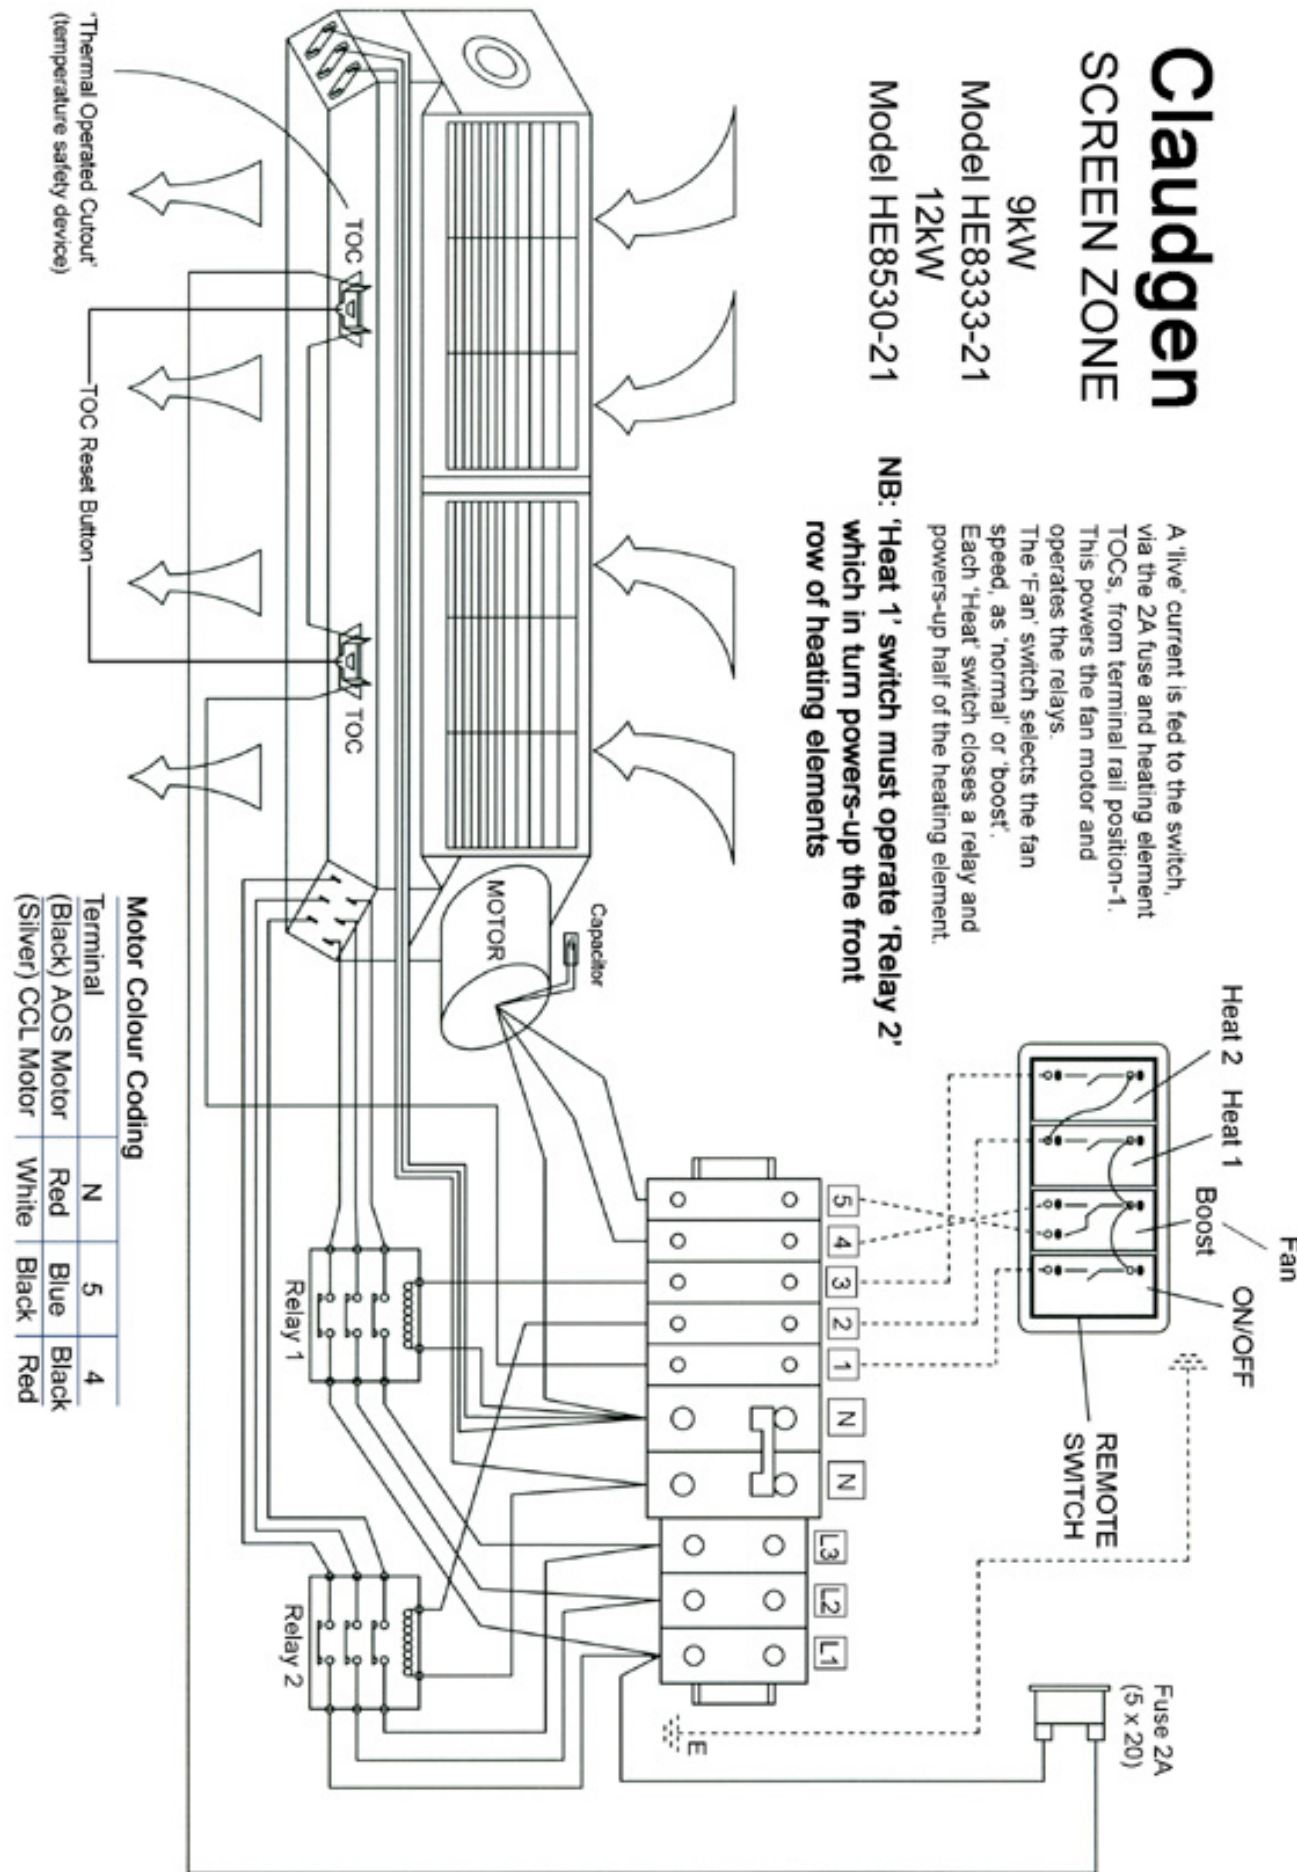 Claudgen
SCREEN ZONE
9kW
Model HE8333-21
12kW
Model HE8530-21
A 'live' current is fed to the switch,
via the 2A fuse and heating element
TOCs, from terminal rail position-1.
This powers the fan motor and
operates the relays.
The 'Fan' switch selects the fan
speed, as 'normal' or 'boost'.
Each 'Heat' switch closes a relay and
powers-up half of the heating element.
NB: 'Heat 1' switch must operate 'Relay 2'
which in turn powers-up the front
row of heating elements
Heat 2
Heat 1
Boost
Fan
ON/OFF
REMOTE
SWITCH
Fuse 2A
(5 x 20)
Capacitor
MOTOR
5
4
3
2
1
N
N
L3
L2
L1
E
TOC
TOC
'Thermal Operated Cutout'
(temperature safety device)
TOC Reset Button
Relay 1
Relay 2
Motor Colour Coding
Terminal N 5 4
(Black) AOS Motor Red Blue Black
(Silver) CCL Motor White Black Red